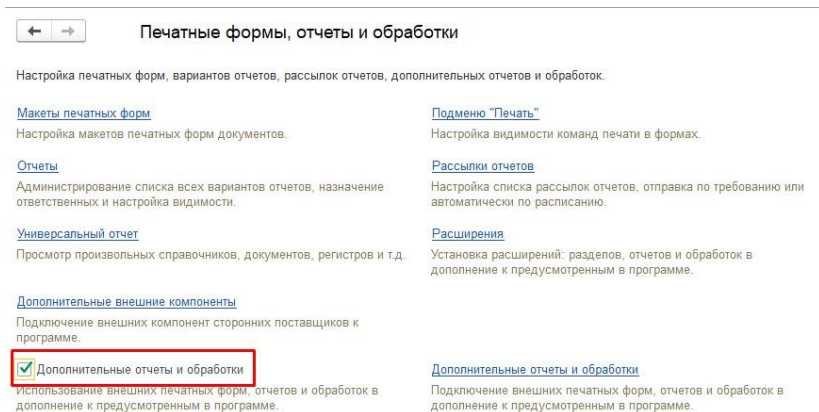 Печатные формы, отчеты и обработки
Настройка печатных форм, вариантов отчетов, рассылок отчетов, дополнительных отчетов и обработок.
Макеты печатных форм
Настройка макетов печатных форм документов.
Подменю "Печать"
Настройка видимости команд печати в формах.
Отчеты
Администрирование списка всех вариантов отчетов, назначение
ответственных и настройка видимости.
Рассылки отчетов
Настройка списка рассылок отчетов, отправка по требованию или
автоматически по расписанию.
Универсальный отчет
Просмотр произвольных справочников, документов, регистров и т.д.
Расширения
Установка расширений: разделов, отчетов и обработок в
дополнение к предусмотренным в программе.
Дополнительные внешние компоненты
Подключение внешних компонент сторонних поставщиков к
программе.
Дополнительные отчеты и обработки
Использование внешних печатных форм, отчетов и обработок в
дополнение к предусмотренным в программе.
Дополнительные отчеты и обработки
Подключение внешних печатных форм, отчетов и обработок в
дополнение к предусмотренным в программе.